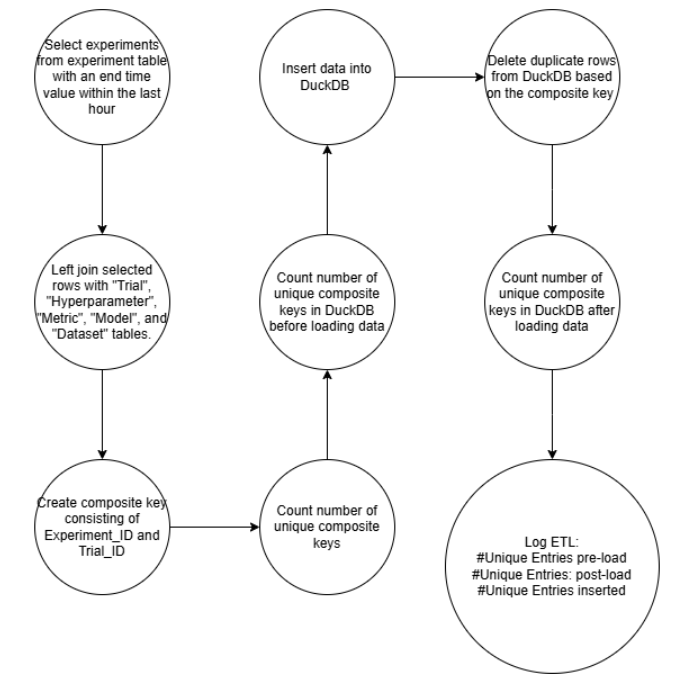 Select experiments
from experiment table
with an end time
value within the last
hour
Left join selected
rows with "Trial",
"Hyperparameter",
"Metric", "Model", and
"Dataset" tables.
Create composite key
consisting of
Experiment_ID and
Trial_ID
Count number of
unique composite
keys
Count number of
unique composite
keys in DuckDB
before loading data
Insert data into
DuckDB
Delete duplicate rows
from DuckDB based
on the composite key
Count number of
unique composite
keys in DuckDB after
loading data
Log ETL:
#Unique Entries pre-load
#Unique Entries: post-load
#Unique Entries inserted